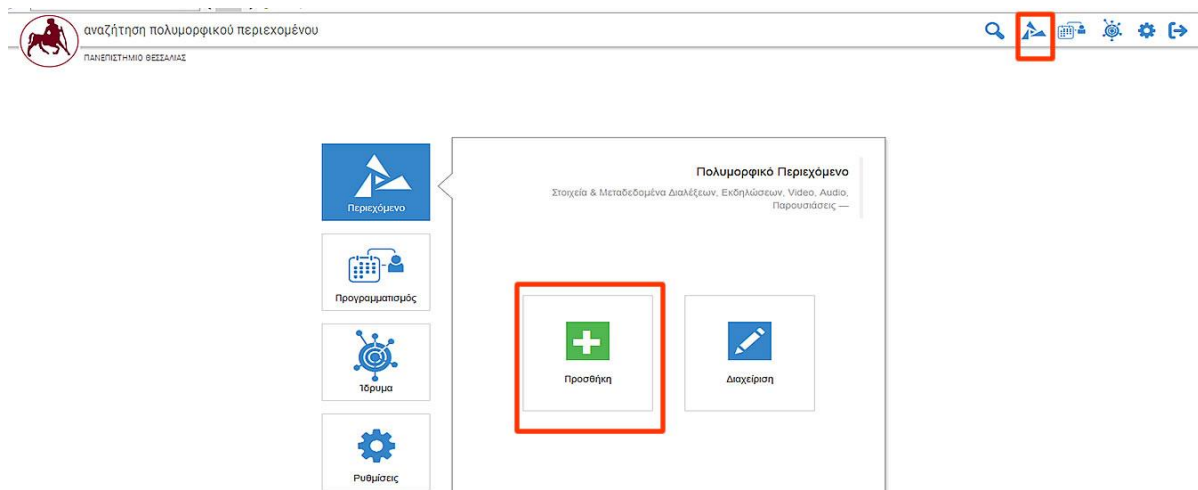 αναζήτηση πολυμορφικού περιεχομένου
ΠΑΝΕΠΙΣΤΗΜΙΟ ΘΕΣΣΑΛΙΑΣ
Περιεχόμενο
Πολυμορφικό Περιεχόμενο
Στοιχεία & Μεταδεδομένα Διαλέξεων, Εκδηλώσεων, Video, Audio,
Παρουσιάσεις —
Προγραμματισμός
Προσθήκη
Διαχείριση
Ίδρυμα
Ρυθμίσεις